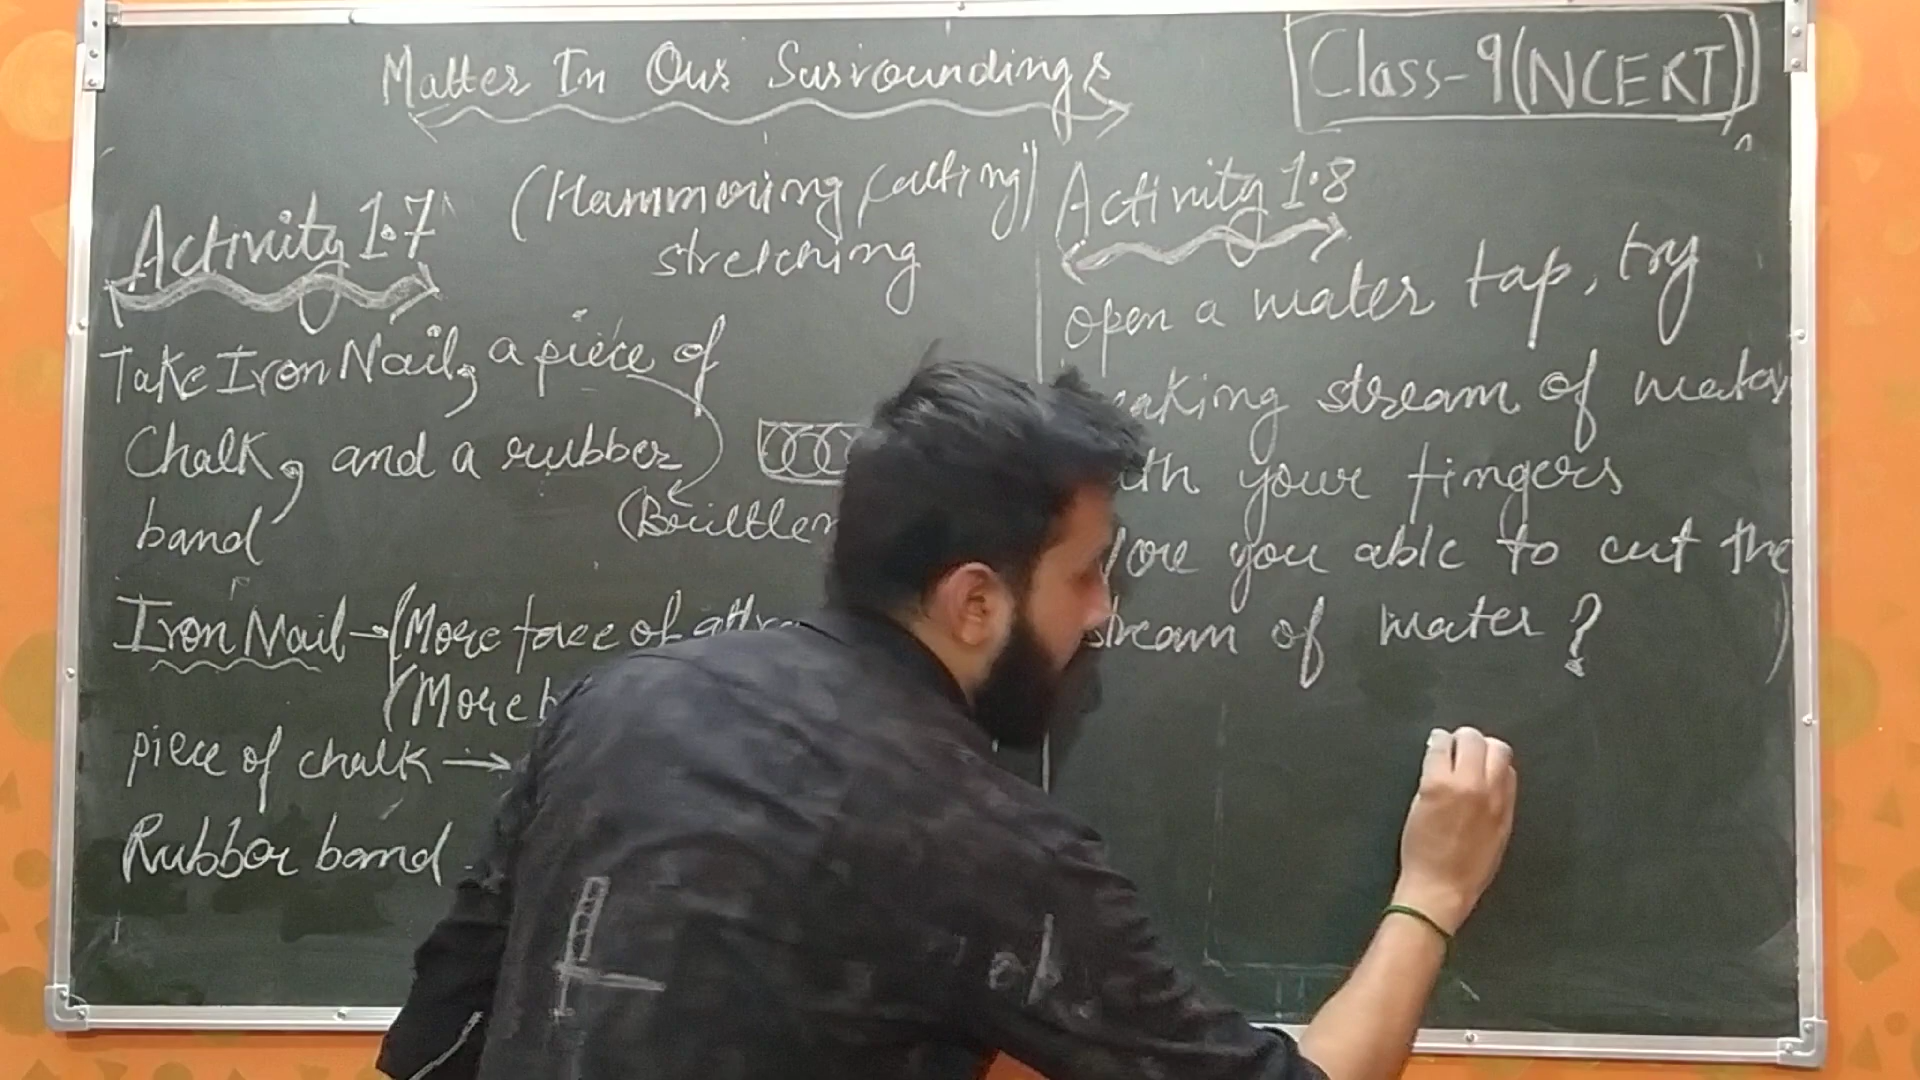 Matter In Our Surroundings
Class-9(NCERT)
Activity 1.7
(Hammering
stretching
Take Iron Nail, a piece of
Chalk, and a rubber
band
Iron Nail → (More force of
(More
piece of chalk →
Rubber band
Activity 1.8
open a water tap, try
stream of water
your fingers
you able to cut the
of water?